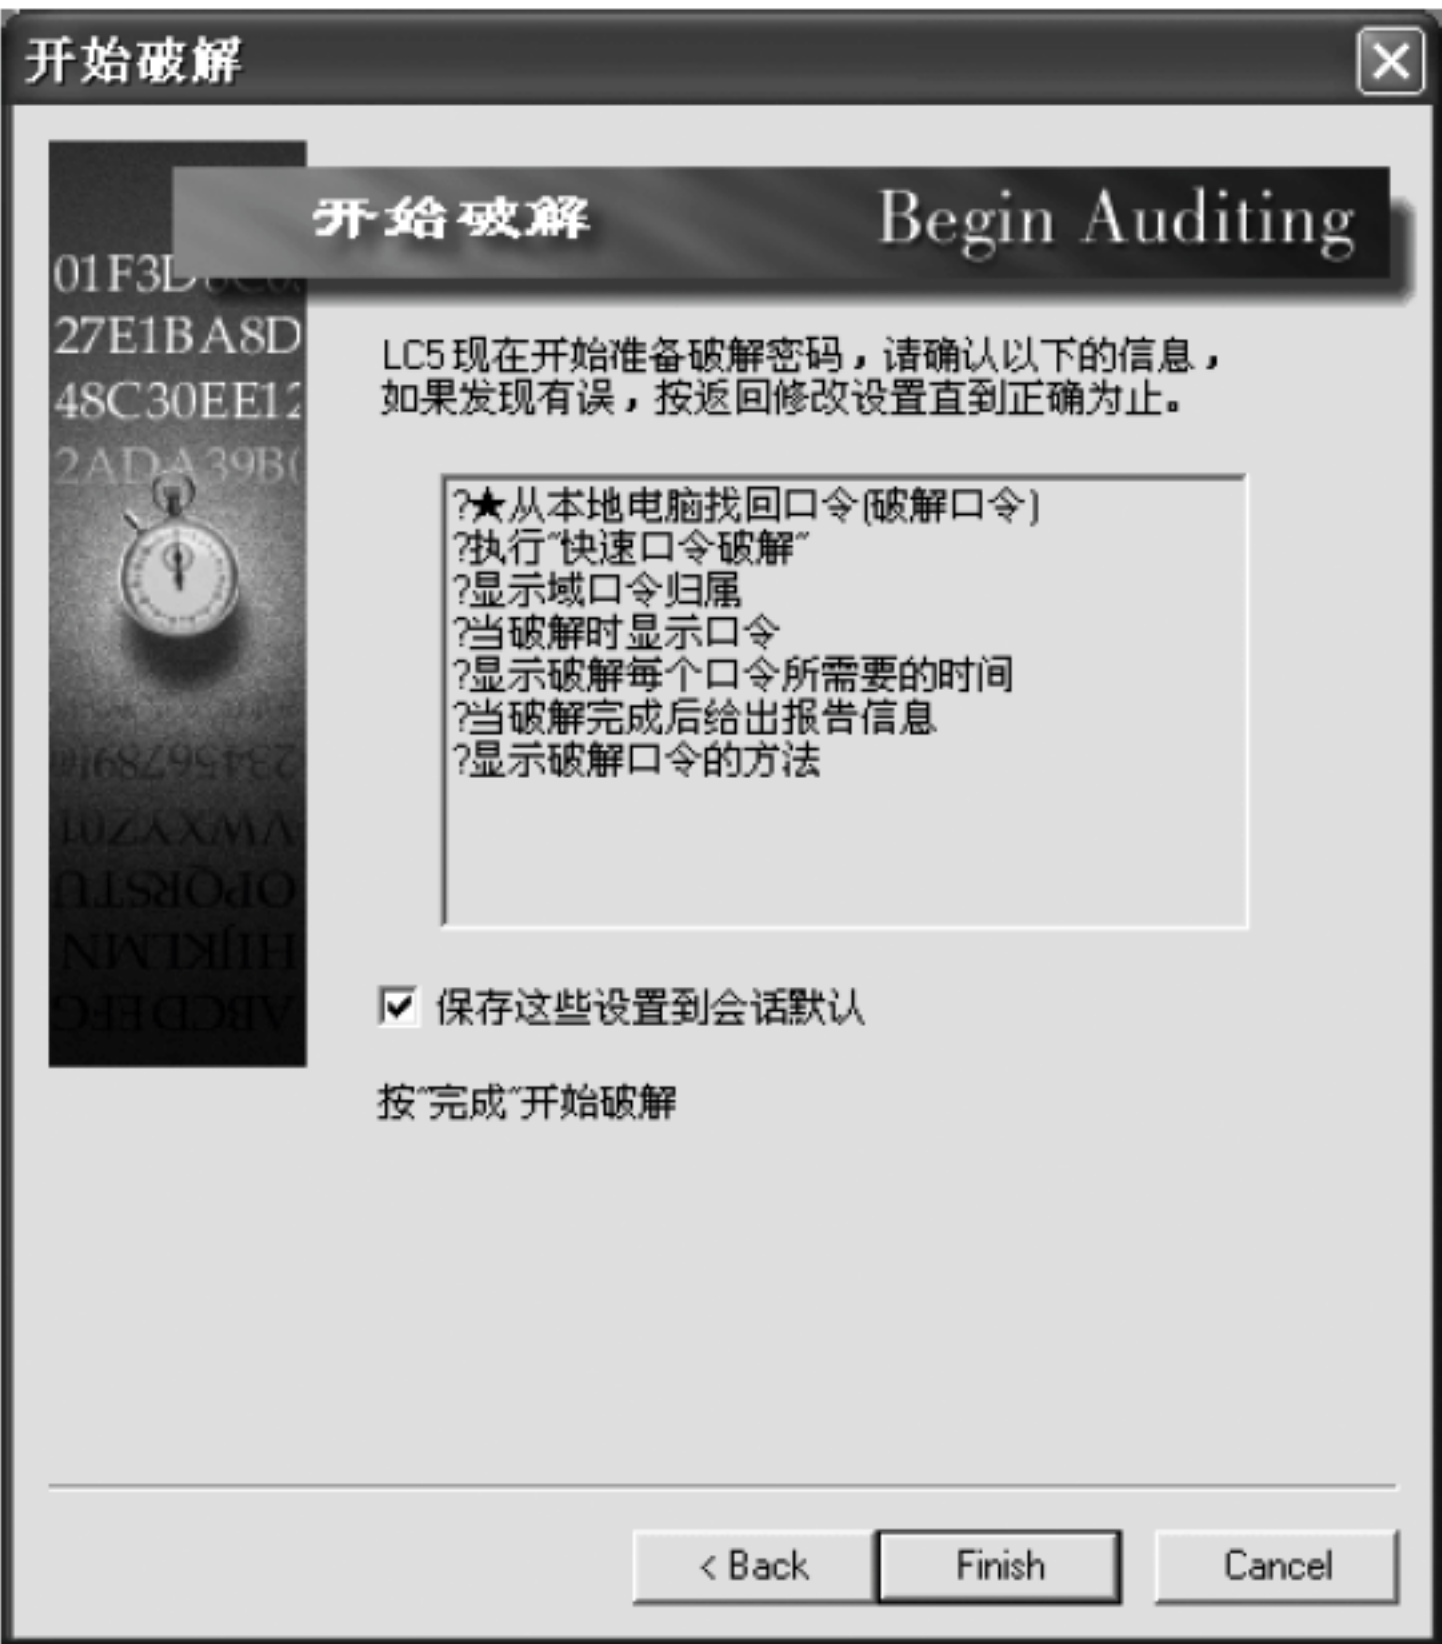 开始破解
开始破解 Begin Auditing
01F3D
27E1BA8D
48C30EE12
2ADA39B(
LC5现在开始准备破解密码，请确认以下的信息，
如果发现有误，按返回修改设置直到正确为止。
?★从本地电脑找回口令(破解口令)
?执行"快速口令破解"
?显示域口令归属
?当破解时显示口令
?显示破解每个口令所需要的时间
?当破解完成后给出报告信息
?显示破解口令的方法
23456789!@
VWXYZ01
OPQRSTU
HIJKLMN
ABCDEFG
保存这些设置到会话默认
按"完成"开始破解
< Back
Finish
Cancel